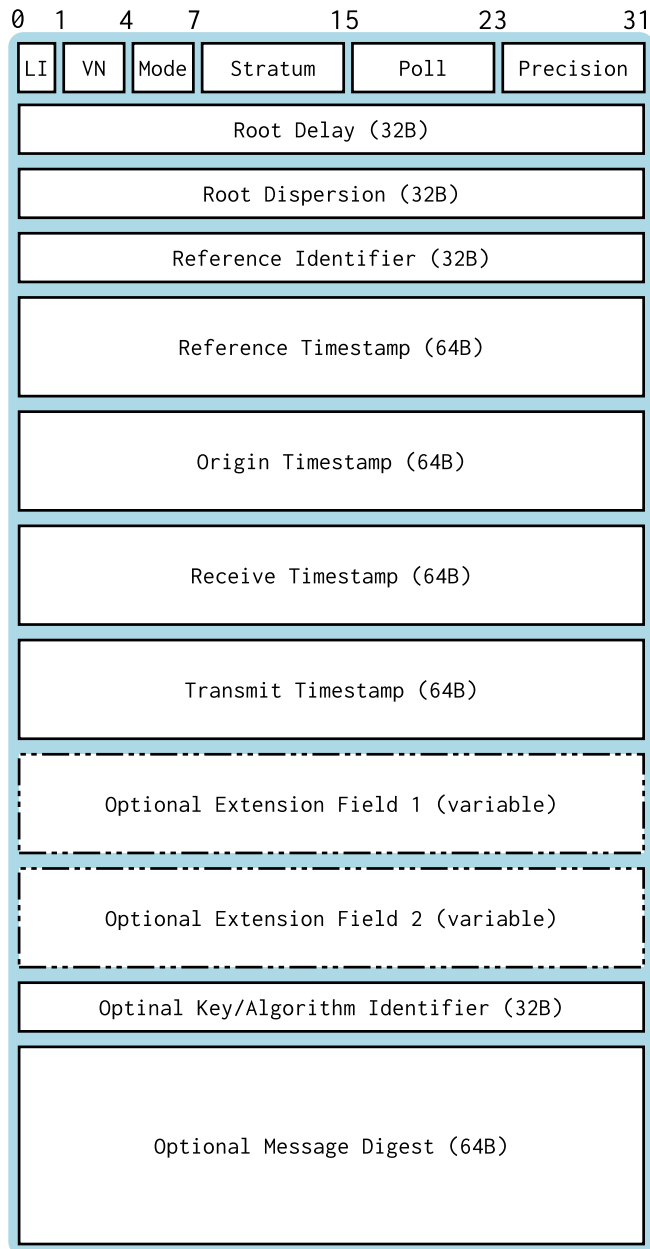 0 1 4 7 15 23 31
LI VN Mode Stratum Poll Precision
Root Delay (32B)
Root Dispersion (32B)
Reference Identifier (32B)
Reference Timestamp (64B)
Origin Timestamp (64B)
Receive Timestamp (64B)
Transmit Timestamp (64B)
Optional Extension Field 1 (variable)
Optional Extension Field 2 (variable)
Optinal Key/Algorithm Identifier (32B)
Optional Message Digest (64B)